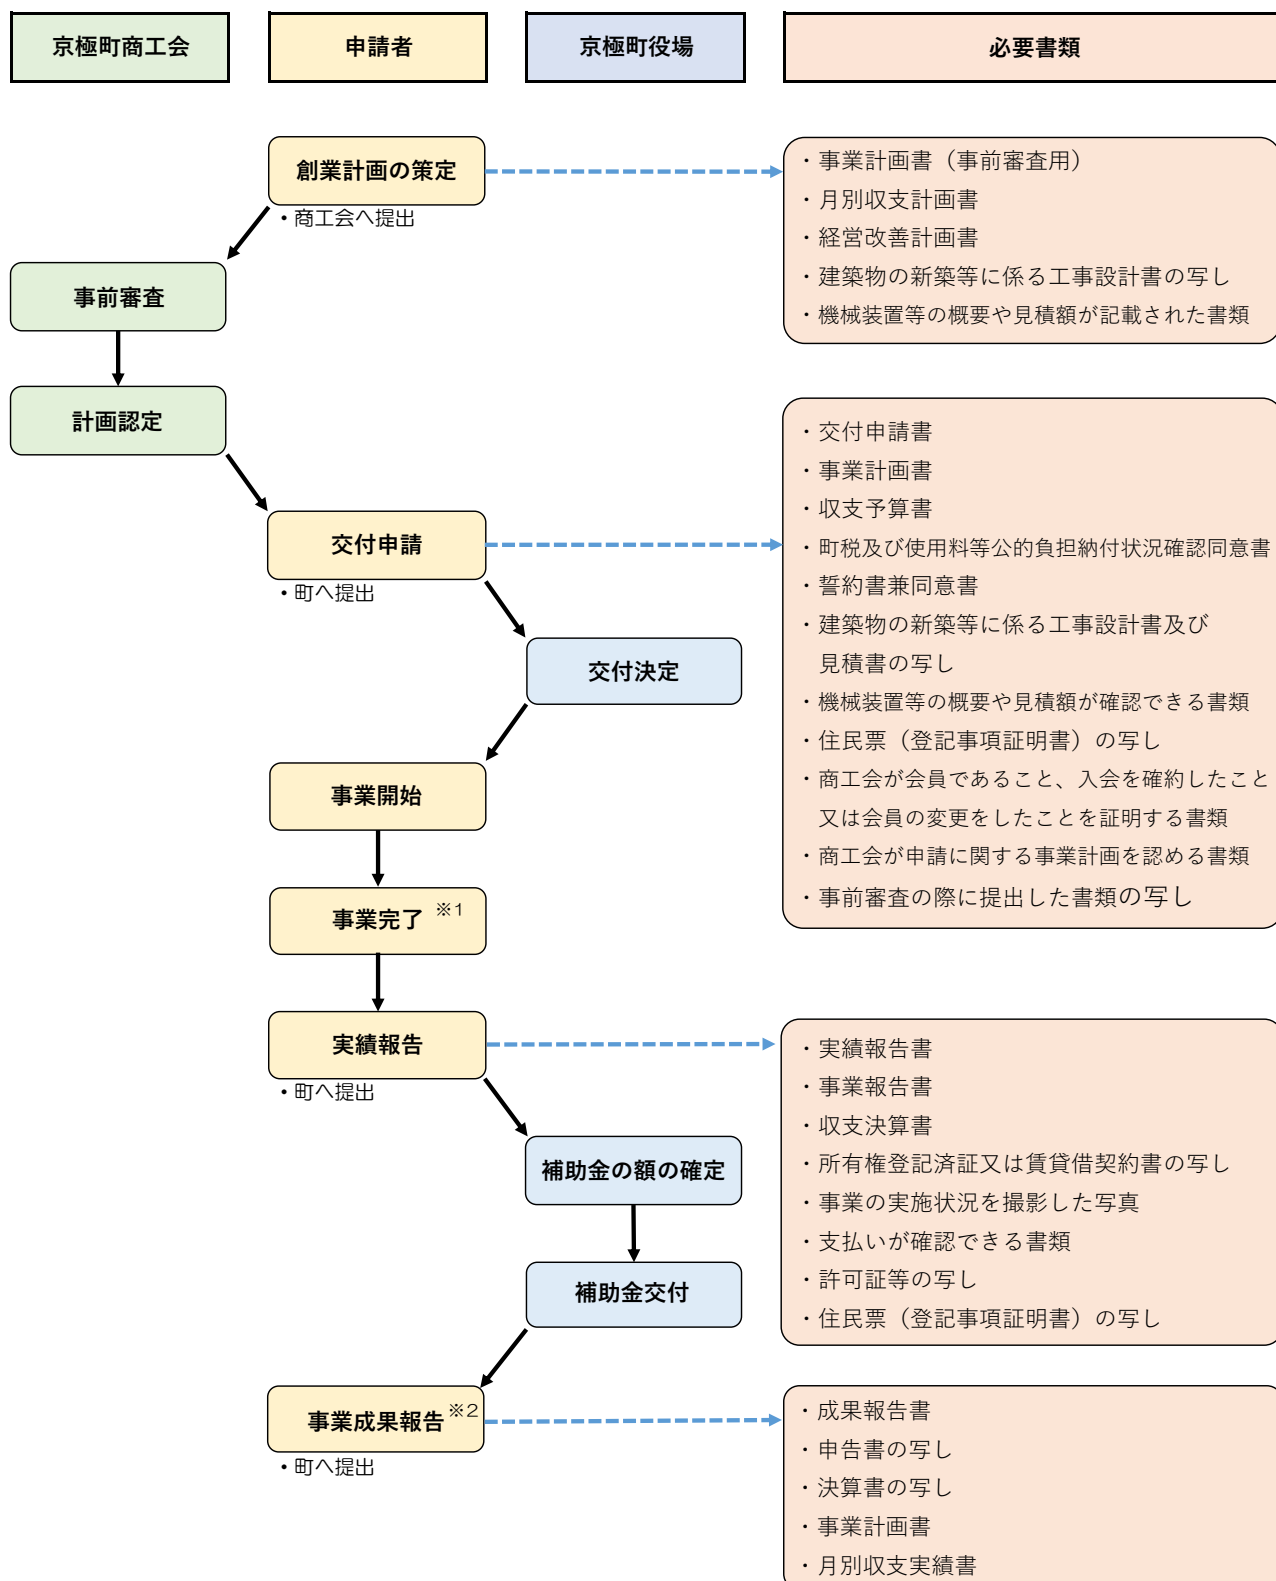 京極町商工会
申請者
京極町役場
必要書類
創業計画の策定
・商工会へ提出
・事業計画書（事前審査用）
・月別収支計画書
・経営改善計画書
・建築物の新築等に係る工事設計書の写し
・機械装置等の概要や見積額が記載された書類
事前審査
計画認定
交付申請
・町へ提出
・交付申請書
・事業計画書
・収支予算書
・町税及び使用料等公的負担納付状況確認同意書
・誓約書兼同意書
・建築物の新築等に係る工事設計書及び
見積書の写し
・機械装置等の概要や見積額が確認できる書類
・住民票（登記事項証明書）の写し
・商工会が会員であること、入会を確約したこと
又は会員の変更をしたことを証明する書類
・商工会が申請に関する事業計画を認める書類
・事前審査の際に提出した書類の写し
交付決定
事業開始
事業完了 ※1
実績報告
・町へ提出
・実績報告書
・事業報告書
・収支決算書
・所有権登記済証又は賃貸借契約書の写し
・事業の実施状況を撮影した写真
・支払いが確認できる書類
・許可証等の写し
・住民票（登記事項証明書）の写し
補助金の額の確定
補助金交付
事業成果報告 ※2
・町へ提出
・成果報告書
・申告書の写し
・決算書の写し
・事業計画書
・月別収支実績書